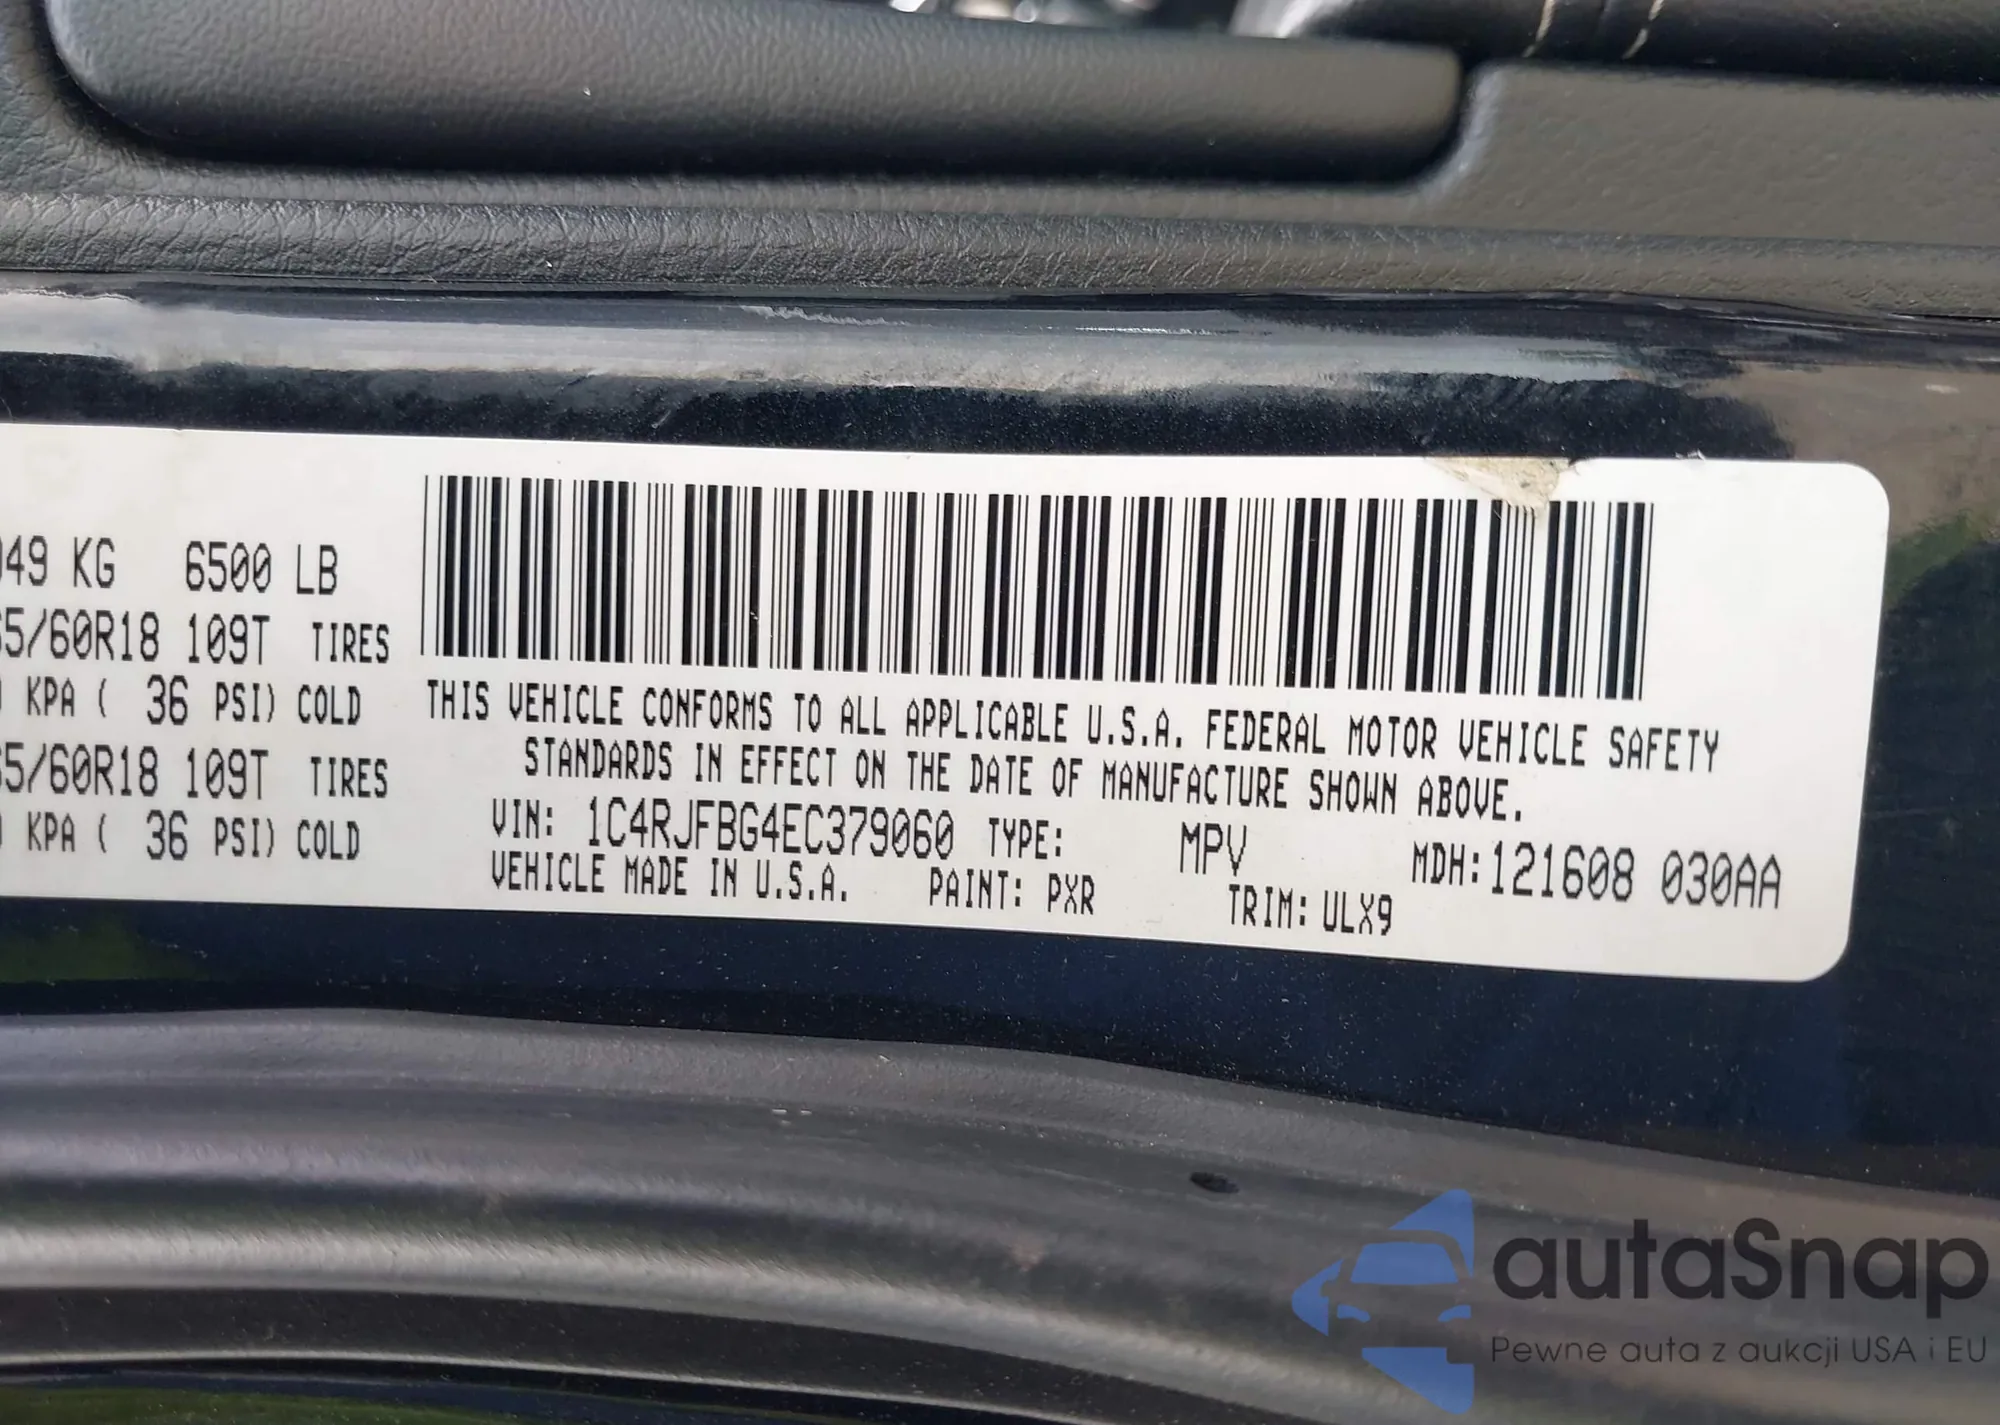 049 KG 6500 LB
65/60R18 109T TIRES
KPA ( 36 PSI) COLD
65/60R18 109T TIRES
KPA ( 36 PSI) COLD
THIS VEHICLE CONFORMS TO ALL APPLICABLE U.S.A. FEDERAL MOTOR VEHICLE SAFETY
STANDARDS IN EFFECT ON THE DATE OF MANUFACTURE SHOWN ABOVE.
VIN: 1C4RJFBG4EC379060 TYPE: MPV MDH: 121608 030AA
VEHICLE MADE IN U.S.A. PAINT: PXR TRIM: ULX9
autaSnap
Pewne auta z aukcji USA i EU